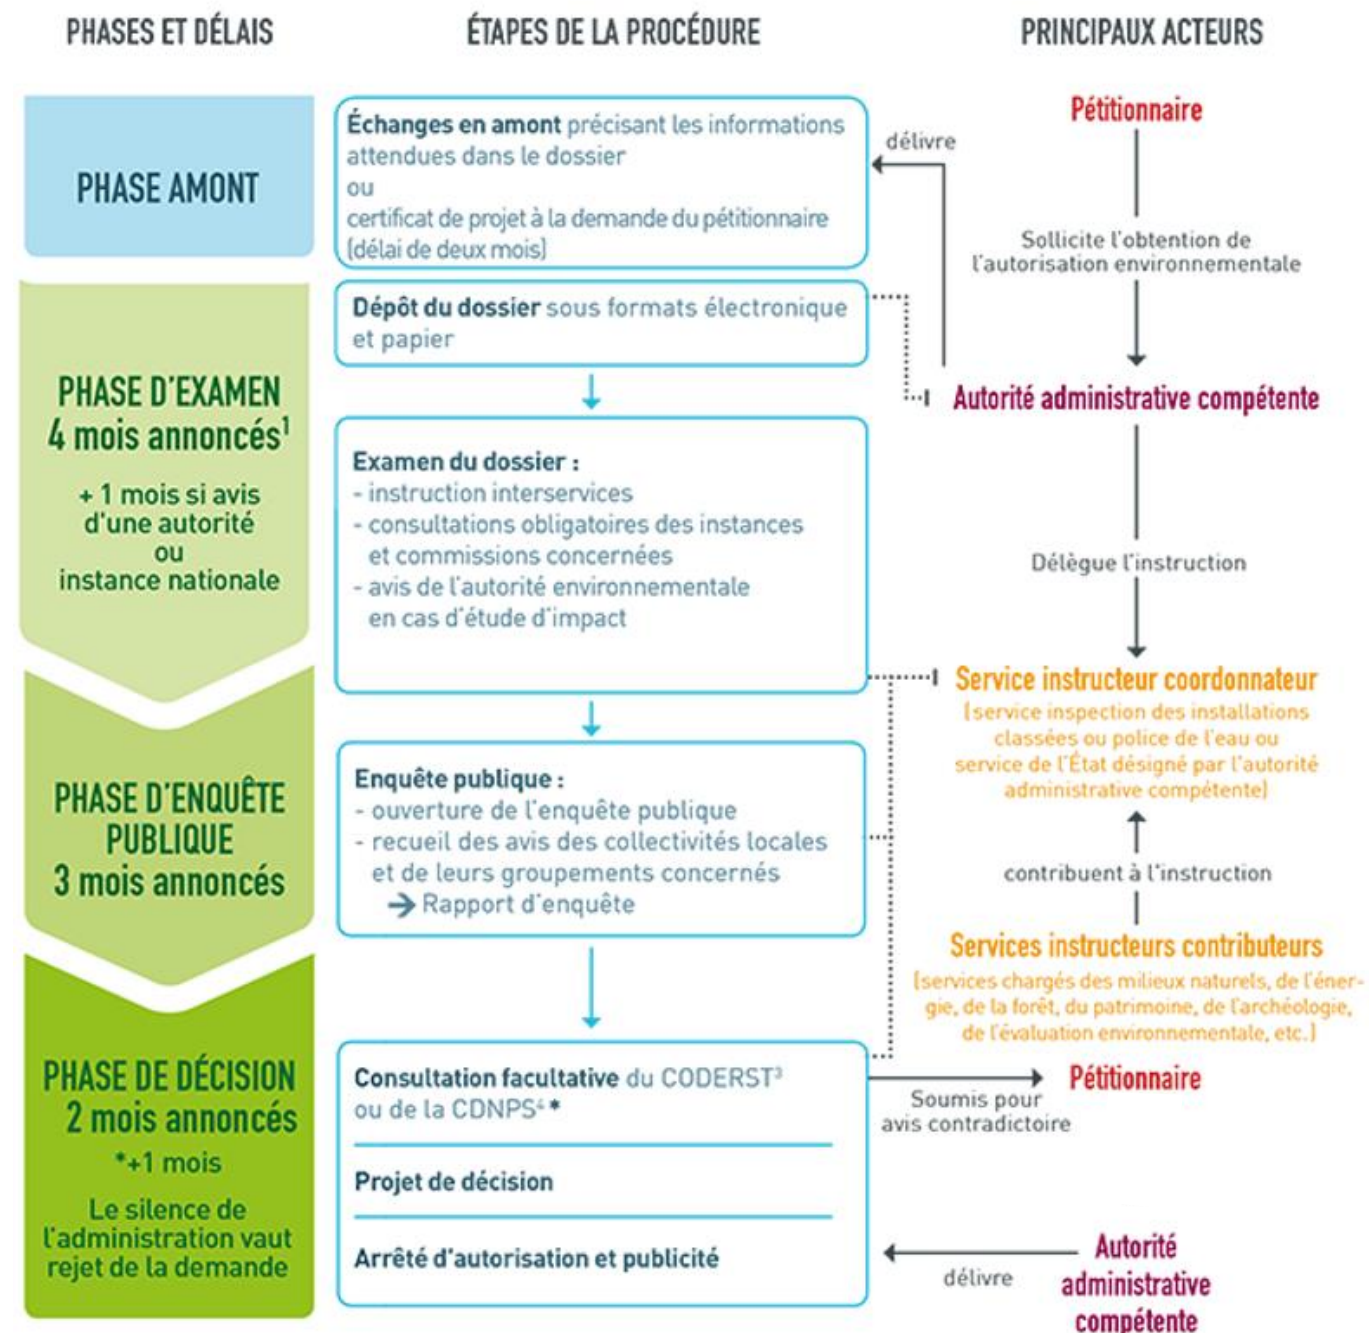 PHASES ET DÉLAIS
ÉTAPES DE LA PROCÉDURE
PRINCIPAUX ACTEURS
PHASE AMONT
Échanges en amont précisant les informations
attendues dans le dossier
ou
certificat de projet à la demande du pétitionnaire
(délai de deux mois)
délivre
Pétitionnaire
Sollicite l'obtention de
l'autorisation environnementale
Dépôt du dossier sous formats électronique
et papier
Autorité administrative compétente
PHASE D'EXAMEN
4 mois annoncés¹
+ 1 mois si avis
d'une autorité
ou
instance nationale
Examen du dossier :
- instruction interservices
- consultations obligatoires des instances
et commissions concernées
- avis de l'autorité environnementale
en cas d'étude d'impact
Délègue l'instruction
Service instructeur coordonnateur
(service inspection des installations
classées ou police de l'eau ou
service de l'État désigné par l'autorité
administrative compétente)
PHASE D'ENQUÊTE
PUBLIQUE
3 mois annoncés
Enquête publique :
- ouverture de l'enquête publique
- recueil des avis des collectivités locales
et de leurs groupements concernés
→ Rapport d'enquête
contribuent à l'instruction
Services instructeurs contributeurs
(services chargés des milieux naturels, de l'éner-
gie, de la forêt, du patrimoine, de l'archéologie,
de l'évaluation environnementale, etc.)
PHASE DE DÉCISION
2 mois annoncés
*+1 mois
Le silence de
l'administration vaut
rejet de la demande
Consultation facultative du CODERST³
ou de la CDNPS⁴ *
Projet de décision
Arrêté d'autorisation et publicité
Pétitionnaire
Soumis pour
avis contradictoire
délivre
Autorité
administrative
compétente